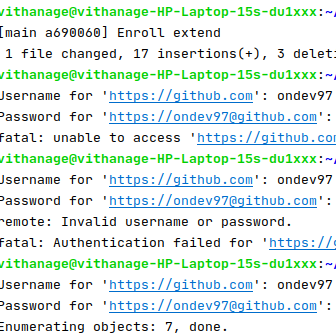 vithanage@vithanage-HP-Laptop-15s-du1xxx:~/
[main a690060] Enroll extend
1 file changed, 17 insertions(+), 3 deleti
vithanage@vithanage-HP-Laptop-15s-du1xxx:~/
Username for 'https://github.com': ondev97
Password for 'https://ondev97@github.com':
fatal: unable to access 'https://github.com
vithanage@vithanage-HP-Laptop-15s-du1xxx:~/
Username for 'https://github.com': ondev97
Password for 'https://ondev97@github.com':
remote: Invalid username or password.
fatal: Authentication failed for 'https://g
vithanage@vithanage-HP-Laptop-15s-du1xxx:~/
Username for 'https://github.com': ondev97
Password for 'https://ondev97@github.com':
Enumerating objects: 7, done.